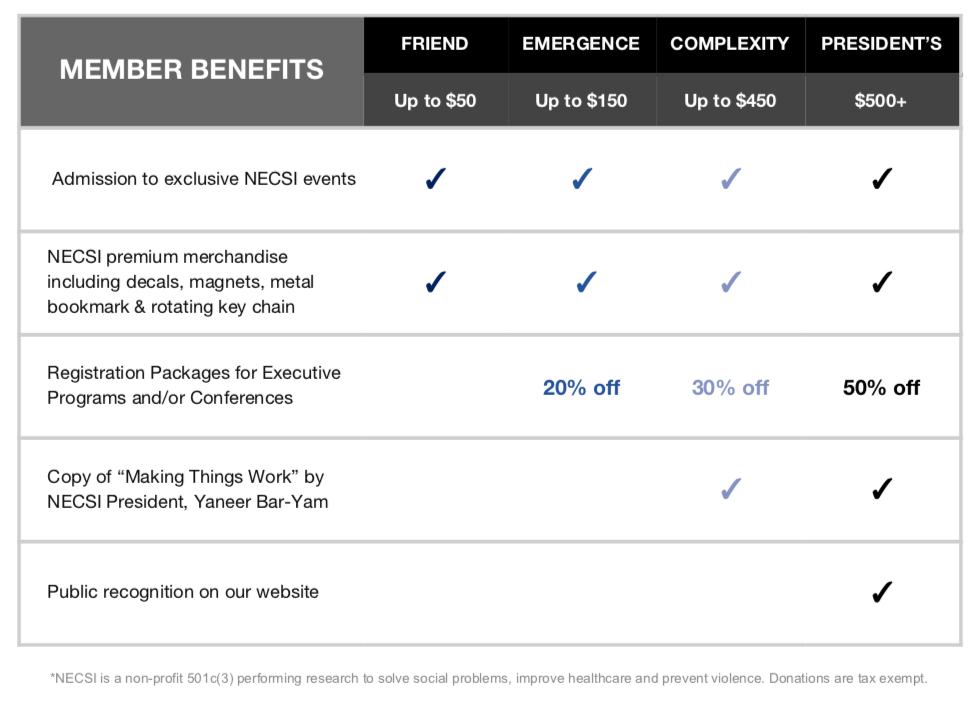 MEMBER BENEFITS
FRIEND EMERGENCE COMPLEXITY PRESIDENT’S
Up to $50 Up to $150 Up to $450 $500+
Admission to exclusive NECSI events ✓ ✓ ✓ ✓
NECSI premium merchandise
including decals, magnets, metal ✓ ✓ ✓ ✓
bookmark & rotating key chain
Registration Packages for Executive
Programs and/or Conferences
20% off 30% off 50% off
Copy of “Making Things Work” by
NECSI President, Yaneer Bar-Yam
✓ ✓
Public recognition on our website ✓
*NECSI is a non-profit 501c(3) performing research to solve social problems, improve healthcare and prevent violence. Donations are tax exempt.